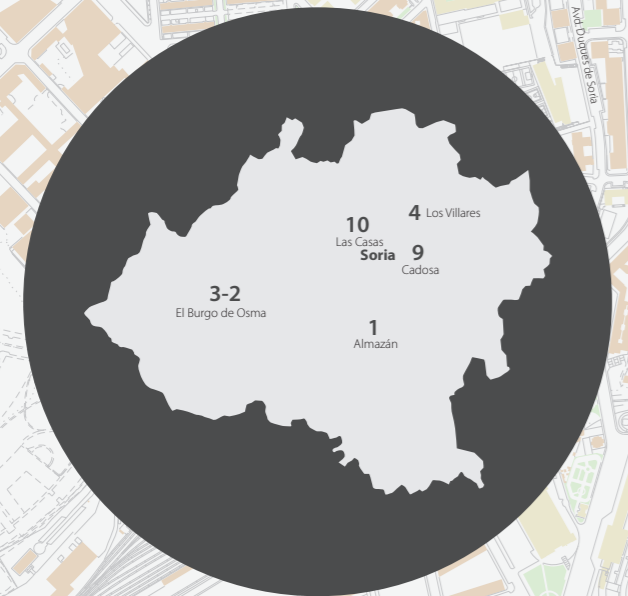 Avd. Duques de Soria
4 Los Villares
10
Las Casas
Soria
9
Cadosa
3-2
El Burgo de Osma
1
Almazán